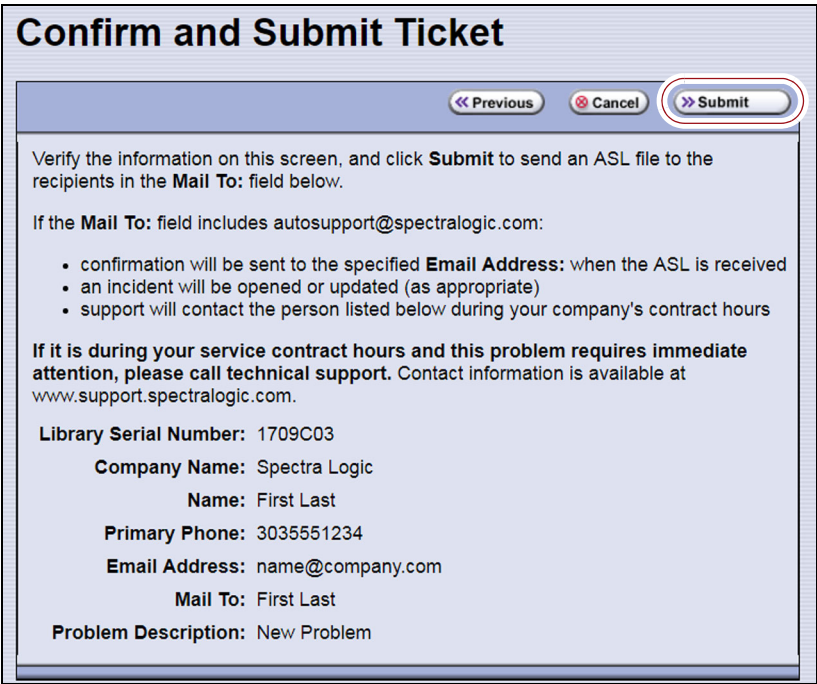 Confirm and Submit Ticket
Previous Cancel Submit
Verify the information on this screen, and click Submit to send an ASL file to the
recipients in the Mail To: field below.
If the Mail To: field includes autosupport@spectralogic.com:
• confirmation will be sent to the specified Email Address: when the ASL is received
• an incident will be opened or updated (as appropriate)
• support will contact the person listed below during your company's contract hours
If it is during your service contract hours and this problem requires immediate
attention, please call technical support. Contact information is available at
www.support.spectralogic.com.
Library Serial Number: 1709C03
Company Name: Spectra Logic
Name: First Last
Primary Phone: 3035551234
Email Address: name@company.com
Mail To: First Last
Problem Description: New Problem